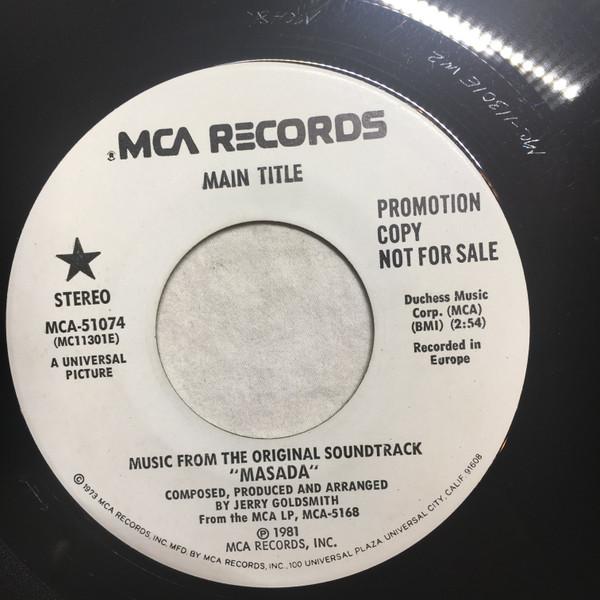 MCA RECORDS®
MAIN TITLE
PROMOTION
COPY
NOT FOR SALE
STEREO
MCA-51074
(MC11301E)
A UNIVERSAL
PICTURE
Duchess Music
Corp. (MCA)
(BMI) (2:54)
Recorded in
Europe
MUSIC FROM THE ORIGINAL SOUNDTRACK
"MASADA"
COMPOSED, PRODUCED AND ARRANGED
BY JERRY GOLDSMITH
From the MCA LP, MCA-5168
℗ 1981
MCA RECORDS, INC.
© 1973 MCA RECORDS, INC. MFD. BY MCA RECORDS, INC., 100 UNIVERSAL PLAZA, UNIVERSAL CITY, CALIF. 91608